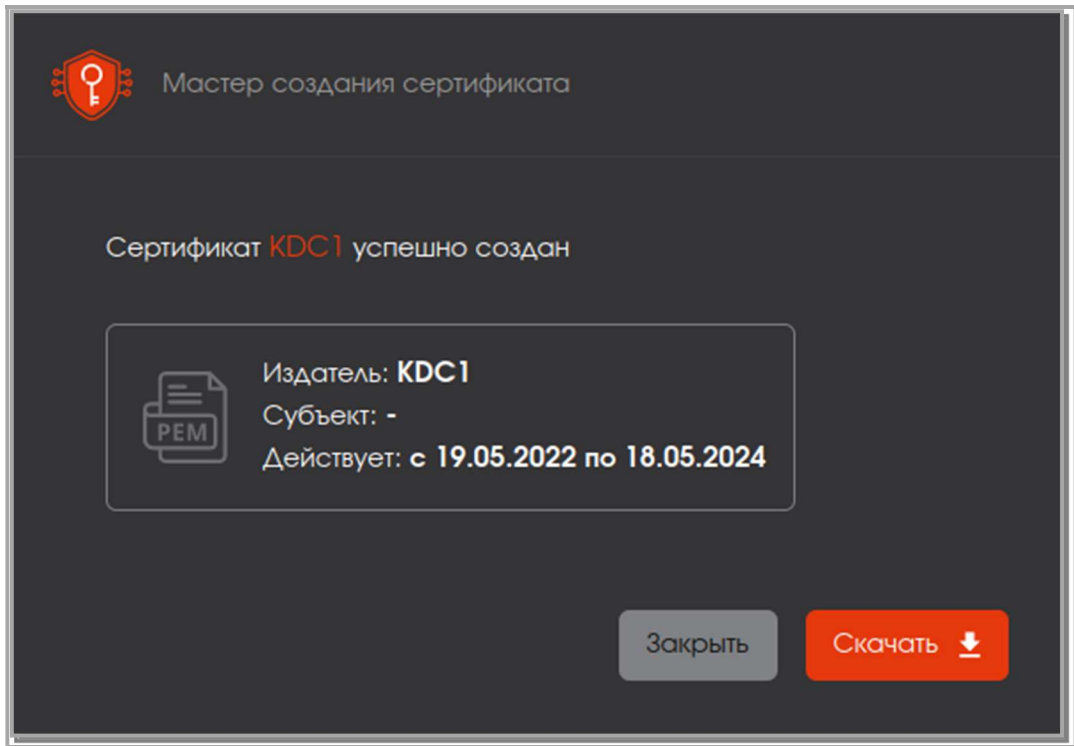 Мастер создания сертификата
Сертификат KDC1 успешно создан
Издатель: KDC1
Субъект: -
PEM
Действует: с 19.05.2022 по 18.05.2024
Закрыть
Скачать